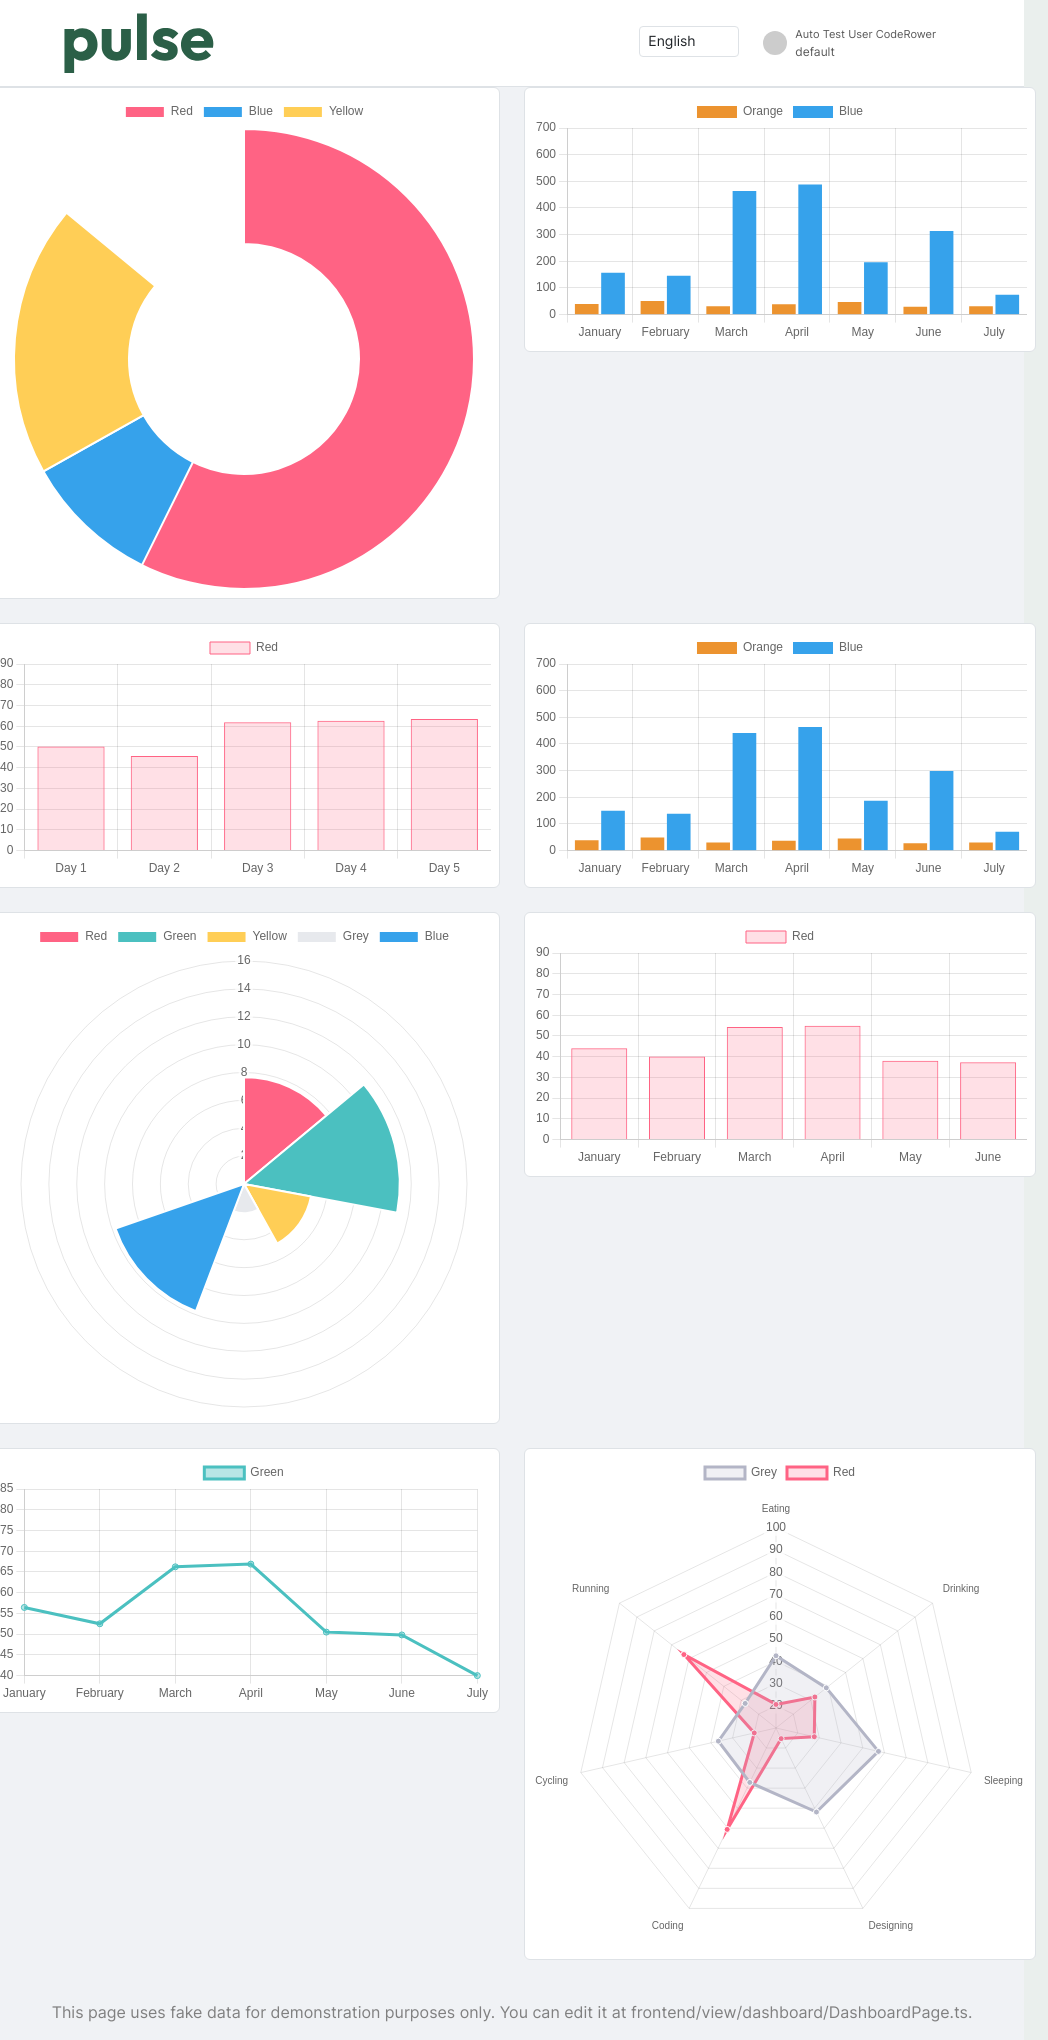 pulse
English
Auto Test User CodeRower
default
Red Blue Yellow
Orange Blue
700
600
500
400
300
200
100
0
January February March April May June July
Red
90
80
70
60
50
40
30
20
10
0
Day 1 Day 2 Day 3 Day 4 Day 5
Orange Blue
700
600
500
400
300
200
100
0
January February March April May June July
Red Green Yellow Grey Blue
16
14
12
10
8
Red
90
80
70
60
50
40
30
20
10
0
January February March April May June
Green
85
80
75
70
65
60
55
50
45
40
January February March April May June July
Grey Red
Eating
100
90
80
70
60
50
40
30
20
Running
Drinking
Cycling
Sleeping
Coding
Designing
This page uses fake data for demonstration purposes only. You can edit it at frontend/view/dashboard/DashboardPage.ts.